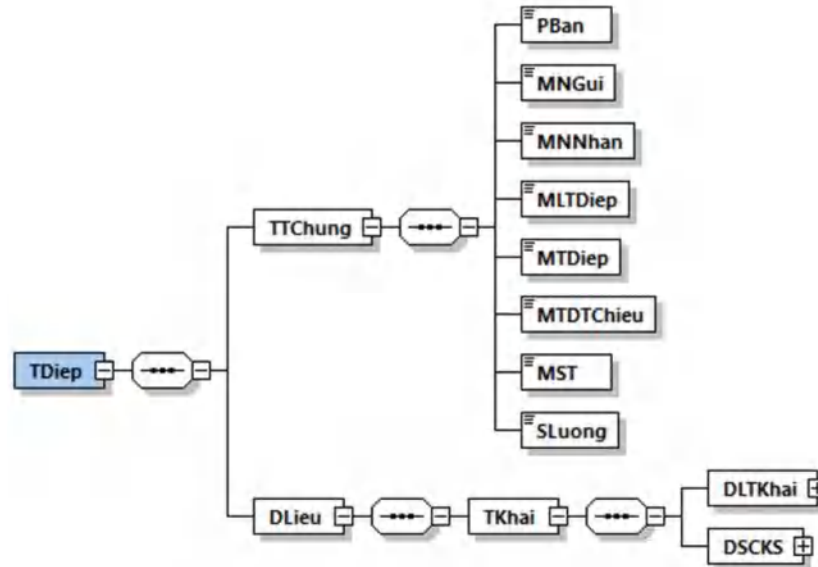 PBan
MNGui
MNNhan
MLTDiep
TTChung
MTDiep
MTDTChieu
TDiep
MST
SLuong
DLieu
TKhai
DLTKhai
DSCKS